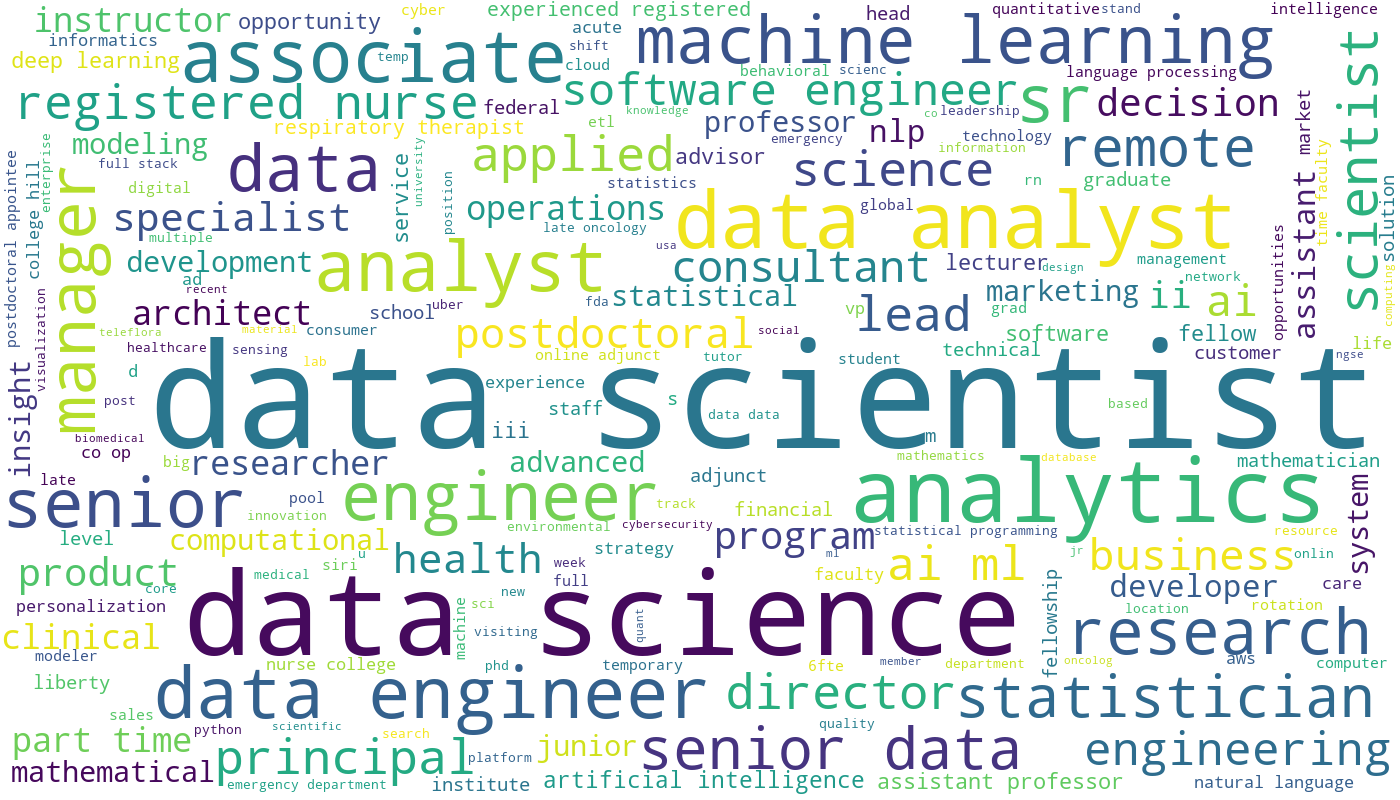 instructor
opportunity
cyber
experienced registered
head
quantitative
stand
intelligence
informatics
deep learning
associate
temp
acute
shift
cloud
machine learning
behavioral
scienc
language processing
scientist
registered nurse
federal
software engineer
knowledge
co
leadership
sr
decision
market
respiratory therapist
etl
professor
emergency
nlp
technology
information
remote
enterprise
modeling
full stack
data
service
university
position
applied
advisor
statistics
science
rn
graduate
assistant
time faculty
solution
postdoctoral appointee
college hill
manager
digital
specialist
multiple
operations
late oncology
data analyst
global
usa
development
ad
recent
analyst
consultant
lecturer
design
management
network
opportunities
computing
visualization
architect
school
uber
fda
statistical
vp
lead
marketing
grad
ii
ai
teleflora
material
consumer
postdoctoral
social
software
fellow
life
healthcare
sensing
lab
online adjunct
tutor
student
technical
customer
ngse
insight
d
data scientist
experience
post
staff
s
data data
based
biomedical
co op
iii
m
big
researcher
advanced
adjunct
mathematics
database
mathematician
late
senior
pool
innovation
engineer
track
environmental
cybersecurity
financial
analytics
system
level
computational
u
siri
health
strategy
program
statistical programming
ml
resource
jr
business
onlin
product
core
medical
week
full
faculty
ai ml
developer
care
personalization
data science
machine
sci
new
visiting
quant
fellowship
location
rotation
clinical
modeler
research
nurse college
phd
temporary
6fte
member
department
oncolog
aws
computer
liberty
data engineer
director
statistician
sales
python
scientific
search
quality
part time
principal
platform
junior
senior data
engineering
mathematical
emergency department
institute
artificial intelligence
assistant professor
natural language